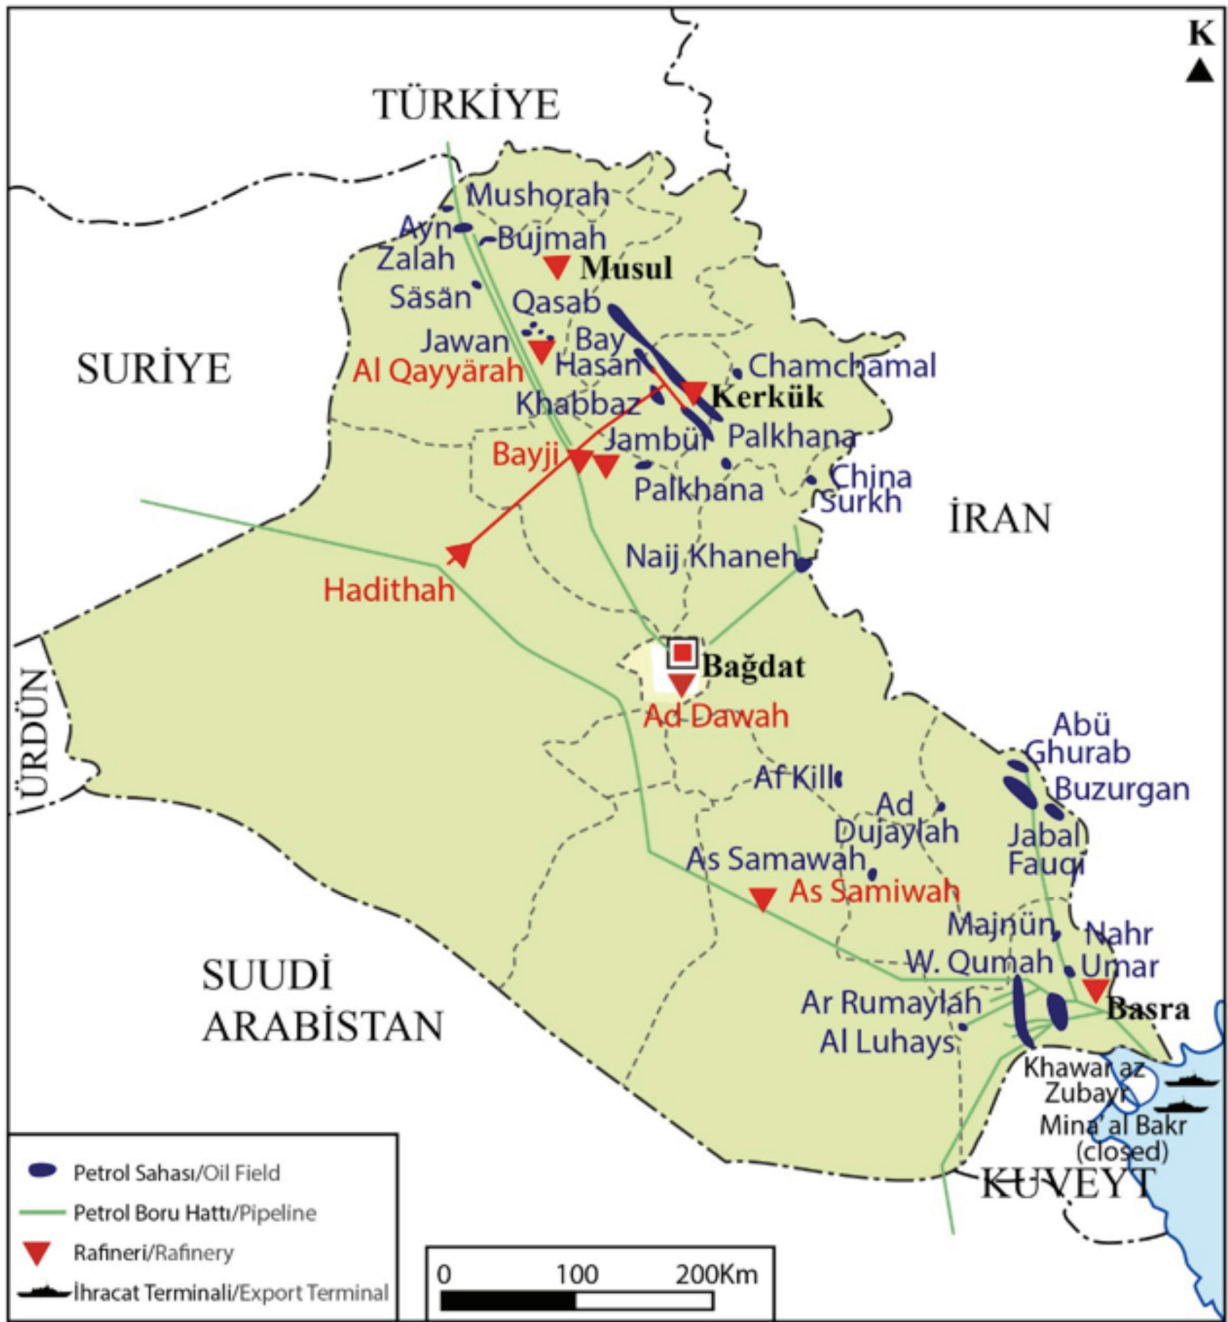 K
TÜRKİYE
Mushorah
Ayn
Zalah
Bujmah
Musul
Säsän
Qasab
Jawan
Bay
Hasan
SURİYE
Al Qayyärah
Chamchamal
Khabbaz
Kerkük
Jambür
Palkhana
Bayji
Palkhana
China
Surkh
İRAN
Naij Khaneh
Hadithah
Bağdat
Ad Dawah
ÜRDÜN
Abü
Ghurab
Af Kill
Buzurgan
Ad
Dujaylah
Jabal
Fauqi
As Samawah
As Samiwah
Majnün
Nahr
Umar
W. Qumah
SUUDİ
ARABİSTAN
Ar Rumaylah
Basra
Al Luhays
Khawar az
Zubayr
Mina' al Bakr
(closed)
KUVEYT
Petrol Sahası/Oil Field
Petrol Boru Hattı/Pipeline
Rafineri/Rafinery
İhracat Terminali/Export Terminal
0 100 200Km